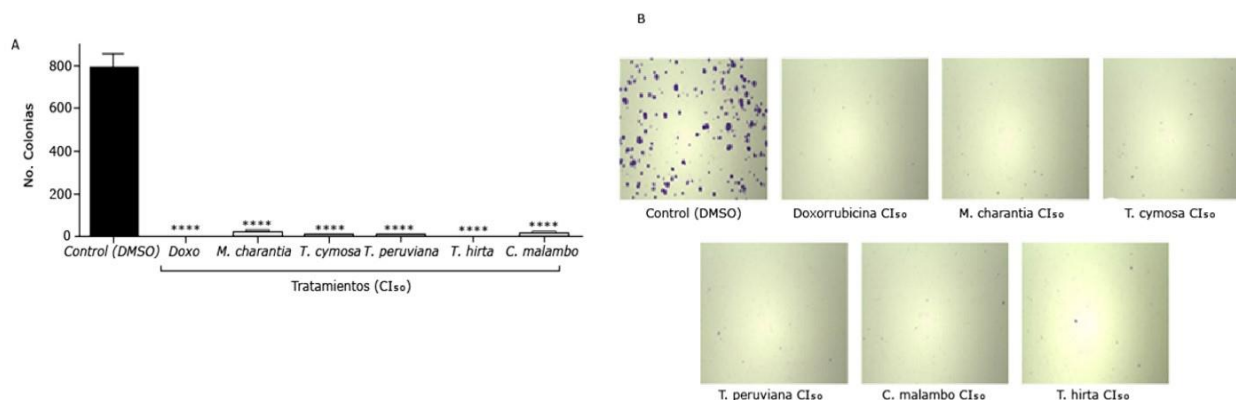 A
No. Colonias
800
600
400
200
0
**** **** **** **** **** ****
Control (DMSO) Doxo M. charantia T. cymosa T. peruviana T. hirta C. malambo
Tratamientos (CI₅₀)
B
Control (DMSO) Doxorrubicina CI₅₀ M. charantia CI₅₀ T. cymosa CI₅₀
T. peruviana CI₅₀ C. malambo CI₅₀ T. hirta CI₅₀